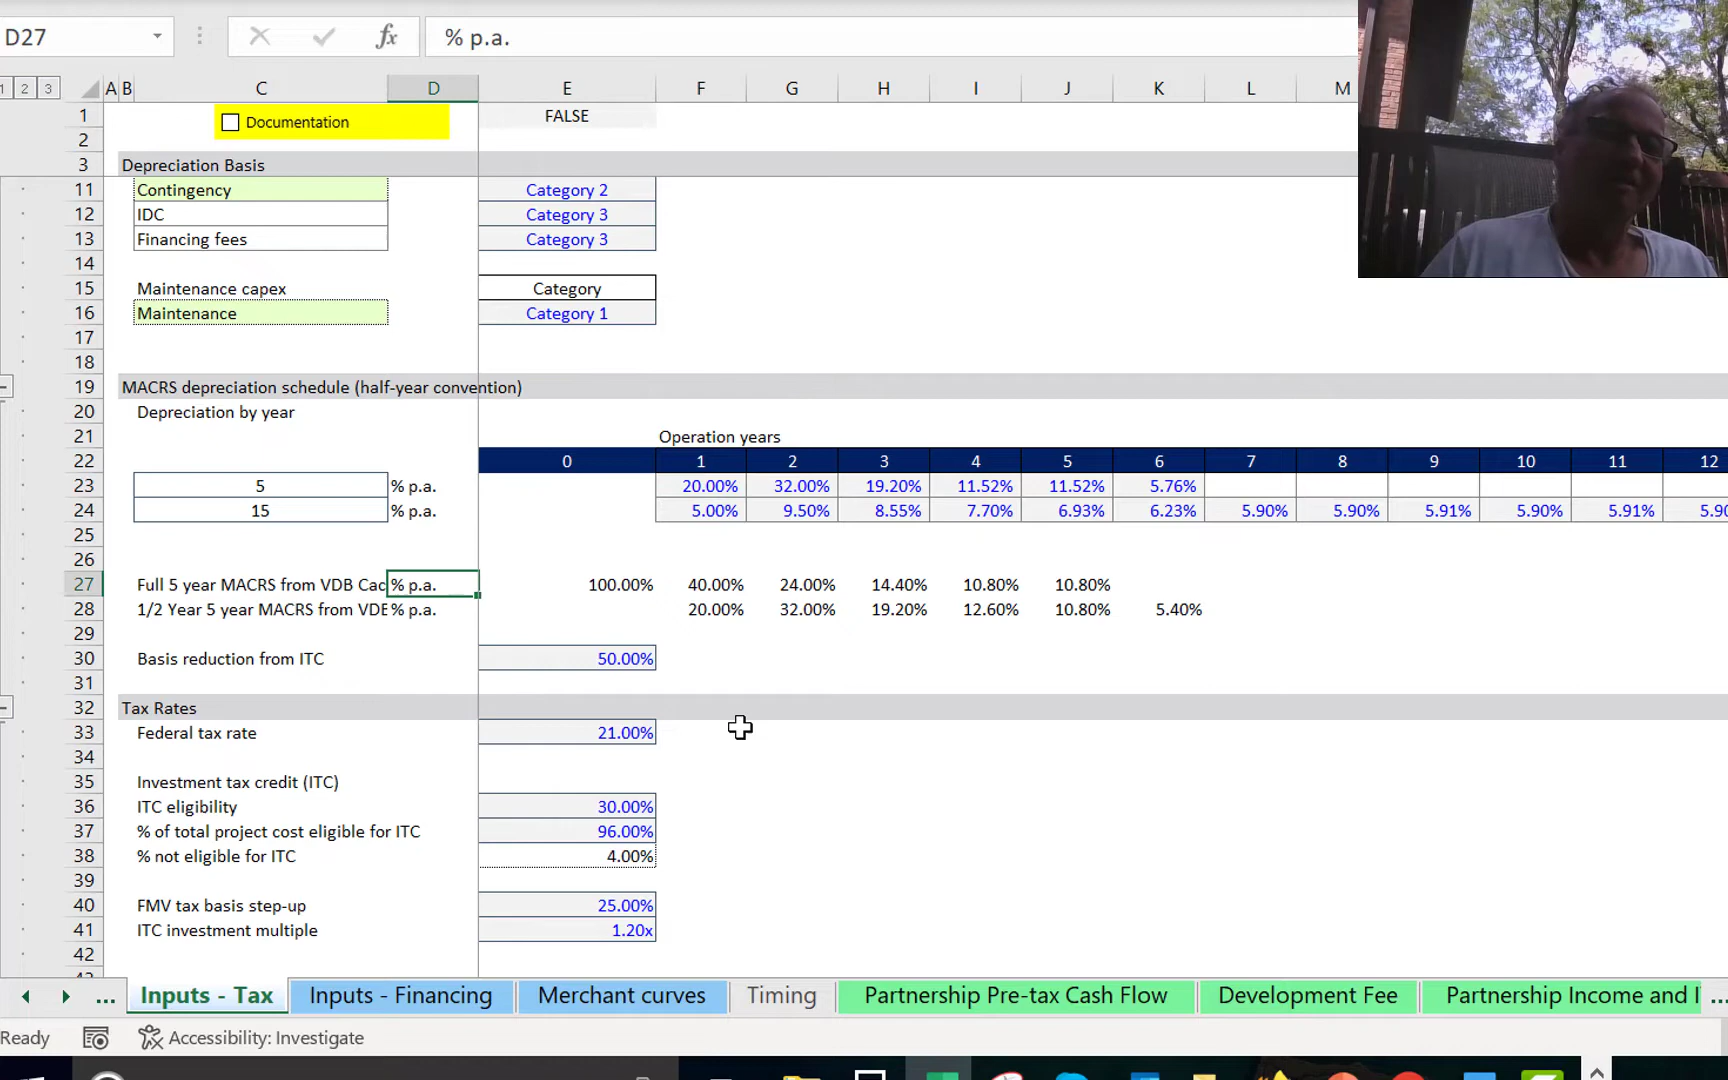 D27 fx % p.a.
1 2 3 A B C D E F G H I J K L M
1 Documentation FALSE
2
3 Depreciation Basis
11 Contingency Category 2
12 IDC Category 3
13 Financing fees Category 3
14
15 Maintenance capex Category
16 Maintenance Category 1
17
18
19 MACRS depreciation schedule (half-year convention)
20 Depreciation by year
21 Operation years
22 0 1 2 3 4 5 6 7 8 9 10 11 12
23 5 % p.a. 20.00% 32.00% 19.20% 11.52% 11.52% 5.76%
24 15 % p.a. 5.00% 9.50% 8.55% 7.70% 6.93% 6.23% 5.90% 5.90% 5.91% 5.90% 5.91% 5.90
25
26
27 Full 5 year MACRS from VDB Cac % p.a. 100.00% 40.00% 24.00% 14.40% 10.80% 10.80%
28 1/2 Year 5 year MACRS from VDB % p.a. 20.00% 32.00% 19.20% 12.60% 10.80% 5.40%
29
30 Basis reduction from ITC 50.00%
31
32 Tax Rates
33 Federal tax rate 21.00%
34
35 Investment tax credit (ITC)
36 ITC eligibility 30.00%
37 % of total project cost eligible for ITC 96.00%
38 % not eligible for ITC 4.00%
39
40 FMV tax basis step-up 25.00%
41 ITC investment multiple 1.20x
42
... Inputs - Tax Inputs - Financing Merchant curves Timing Partnership Pre-tax Cash Flow Development Fee Partnership Income and I ...
Ready Accessibility: Investigate